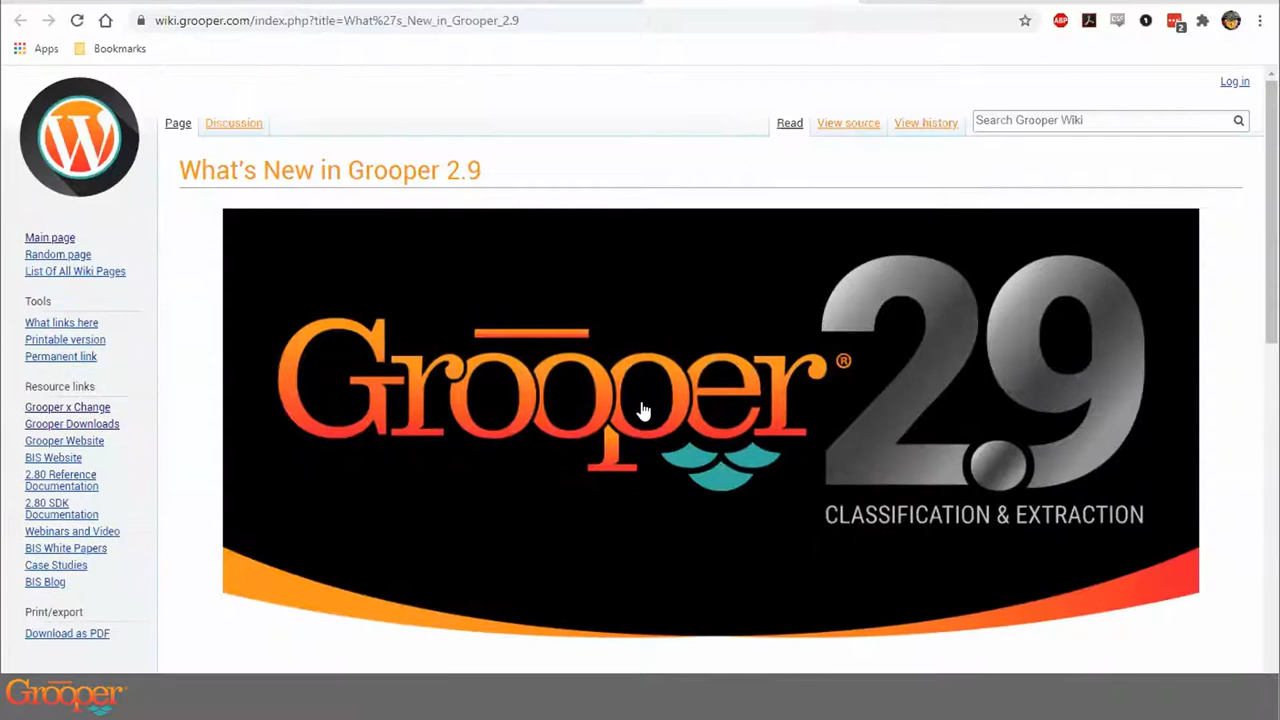 wiki.grooper.com/index.php?title=What%27s_New_in_Grooper_2.9
ABP
2
Apps
Bookmarks
Log in
W
Page
Discussion
Read
View source
View history
Search Grooper Wiki
What's New in Grooper 2.9
Main page
Random page
List Of All Wiki Pages
Tools
What links here
Printable version
Permanent link
Resource links
Grooper x Change
Grooper Downloads
Grooper Website
BIS Website
2.80 Reference
Documentation
2.80 SDK
Documentation
Webinars and Video
BIS White Papers
Case Studies
BIS Blog
Print/export
Download as PDF
Grooper® 2.9
CLASSIFICATION & EXTRACTION
Grooper